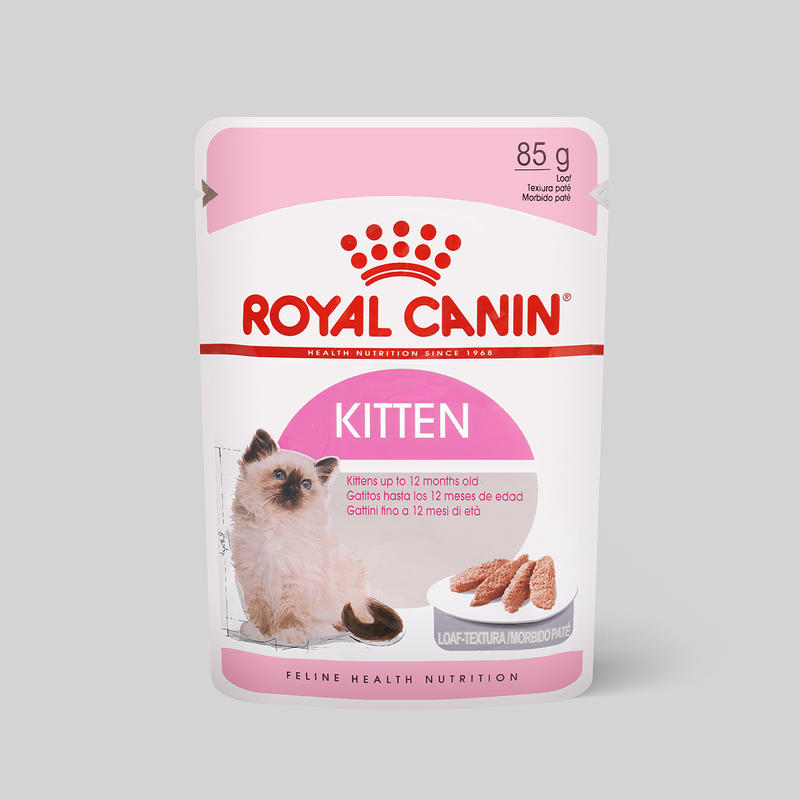 85 g
Loaf
Textura paté
Morbido paté
ROYAL CANIN®
HEALTH NUTRITION SINCE 1968
KITTEN
Kittens up to 12 months old
Gatitos hasta los 12 meses de edad
Gattini fino a 12 mesi di età
LOAF-TEXTURA/MORBIDO PATÉ
FELINE HEALTH NUTRITION